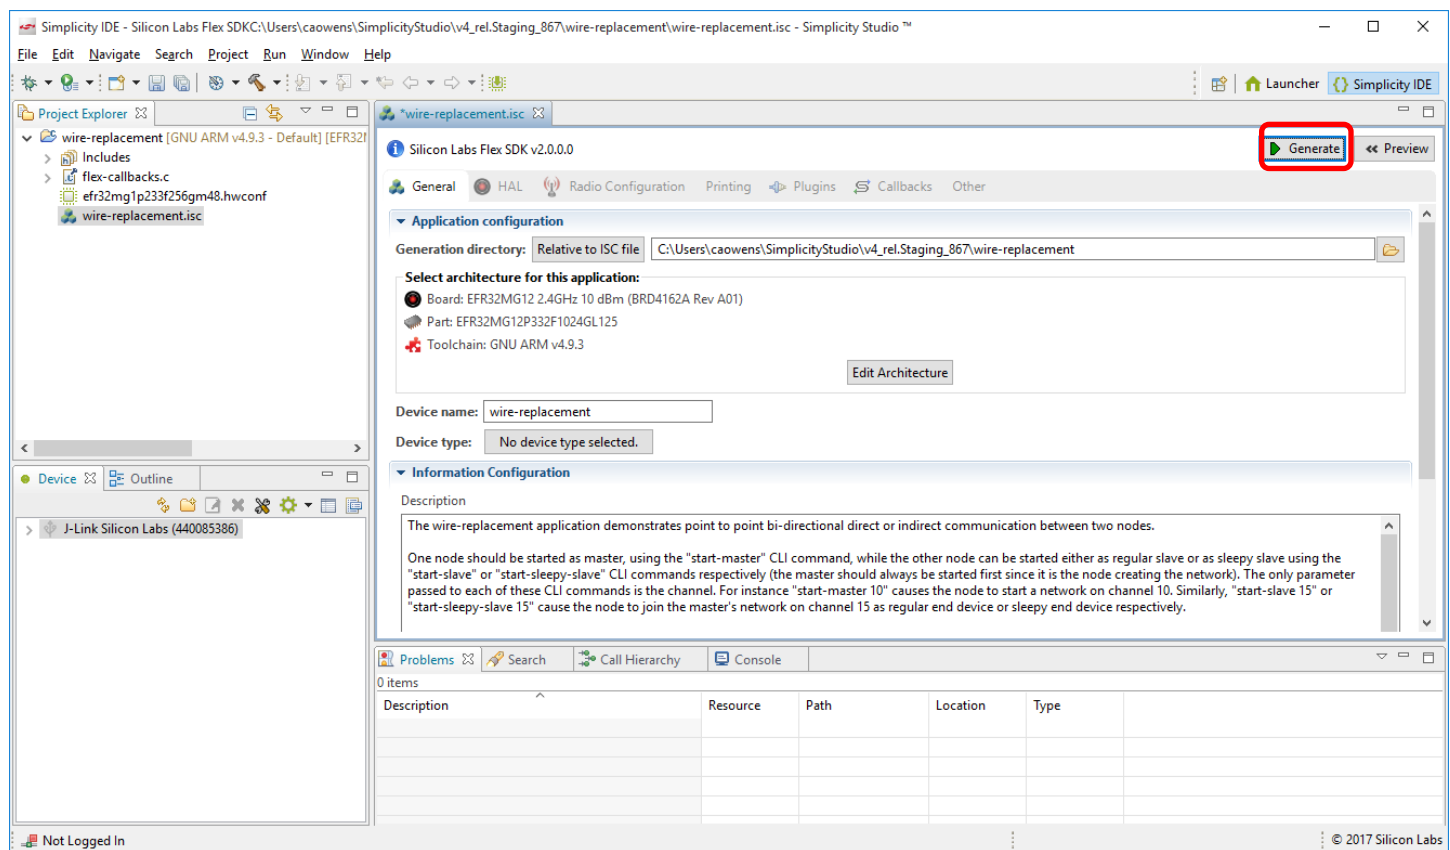 Simplicity IDE - Silicon Labs Flex SDKC:\Users\caowens\SimplicityStudio\v4_rel.Staging_867\wire-replacement\wire-replacement.isc - Simplicity Studio ™
File Edit Navigate Search Project Run Window Help
Launcher Simplicity IDE
Project Explorer
wire-replacement [GNU ARM v4.9.3 - Default] [EFR32
Includes
flex-callbacks.c
efr32mg1p233f256gm48.hwconf
wire-replacement.isc
Device Outline
J-Link Silicon Labs (440085386)
*wire-replacement.isc
Silicon Labs Flex SDK v2.0.0.0
Generate Preview
General HAL Radio Configuration Printing Plugins Callbacks Other
Application configuration
Generation directory: Relative to ISC file C:\Users\caowens\SimplicityStudio\v4_rel.Staging_867\wire-replacement
Select architecture for this application:
Board: EFR32MG12 2.4GHz 10 dBm (BRD4162A Rev A01)
Part: EFR32MG12P332F1024GL125
Toolchain: GNU ARM v4.9.3
Edit Architecture
Device name: wire-replacement
Device type: No device type selected.
Information Configuration
Description
The wire-replacement application demonstrates point to point bi-directional direct or indirect communication between two nodes.
One node should be started as master, using the "start-master" CLI command, while the other node can be started either as regular slave or as sleepy slave using the
"start-slave" or "start-sleepy-slave" CLI commands respectively (the master should always be started first since it is the node creating the network). The only parameter
passed to each of these CLI commands is the channel. For instance "start-master 10" causes the node to start a network on channel 10. Similarly, "start-slave 15" or
"start-sleepy-slave 15" cause the node to join the master's network on channel 15 as regular end device or sleepy end device respectively.
Problems Search Call Hierarchy Console
0 items
Description Resource Path Location Type
Not Logged In
© 2017 Silicon Labs